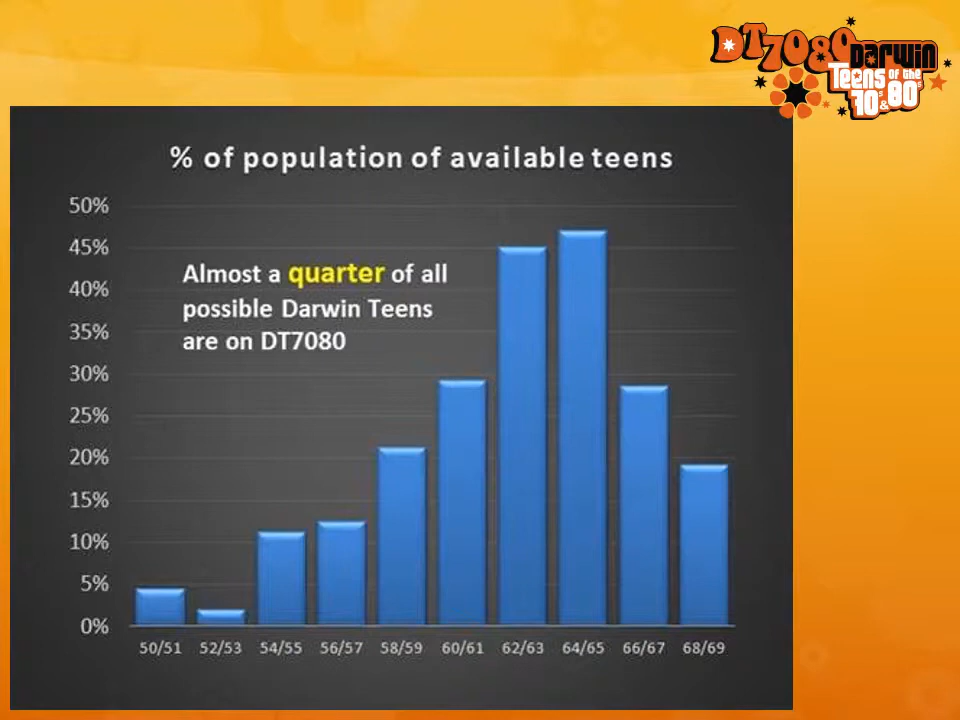 DT7080 Darwin
Teens of the
70s & 80s
% of population of available teens
50%
45%
40%
35%
30%
25%
20%
15%
10%
5%
0%
Almost a quarter of all
possible Darwin Teens
are on DT7080
50/51 52/53 54/55 56/57 58/59 60/61 62/63 64/65 66/67 68/69